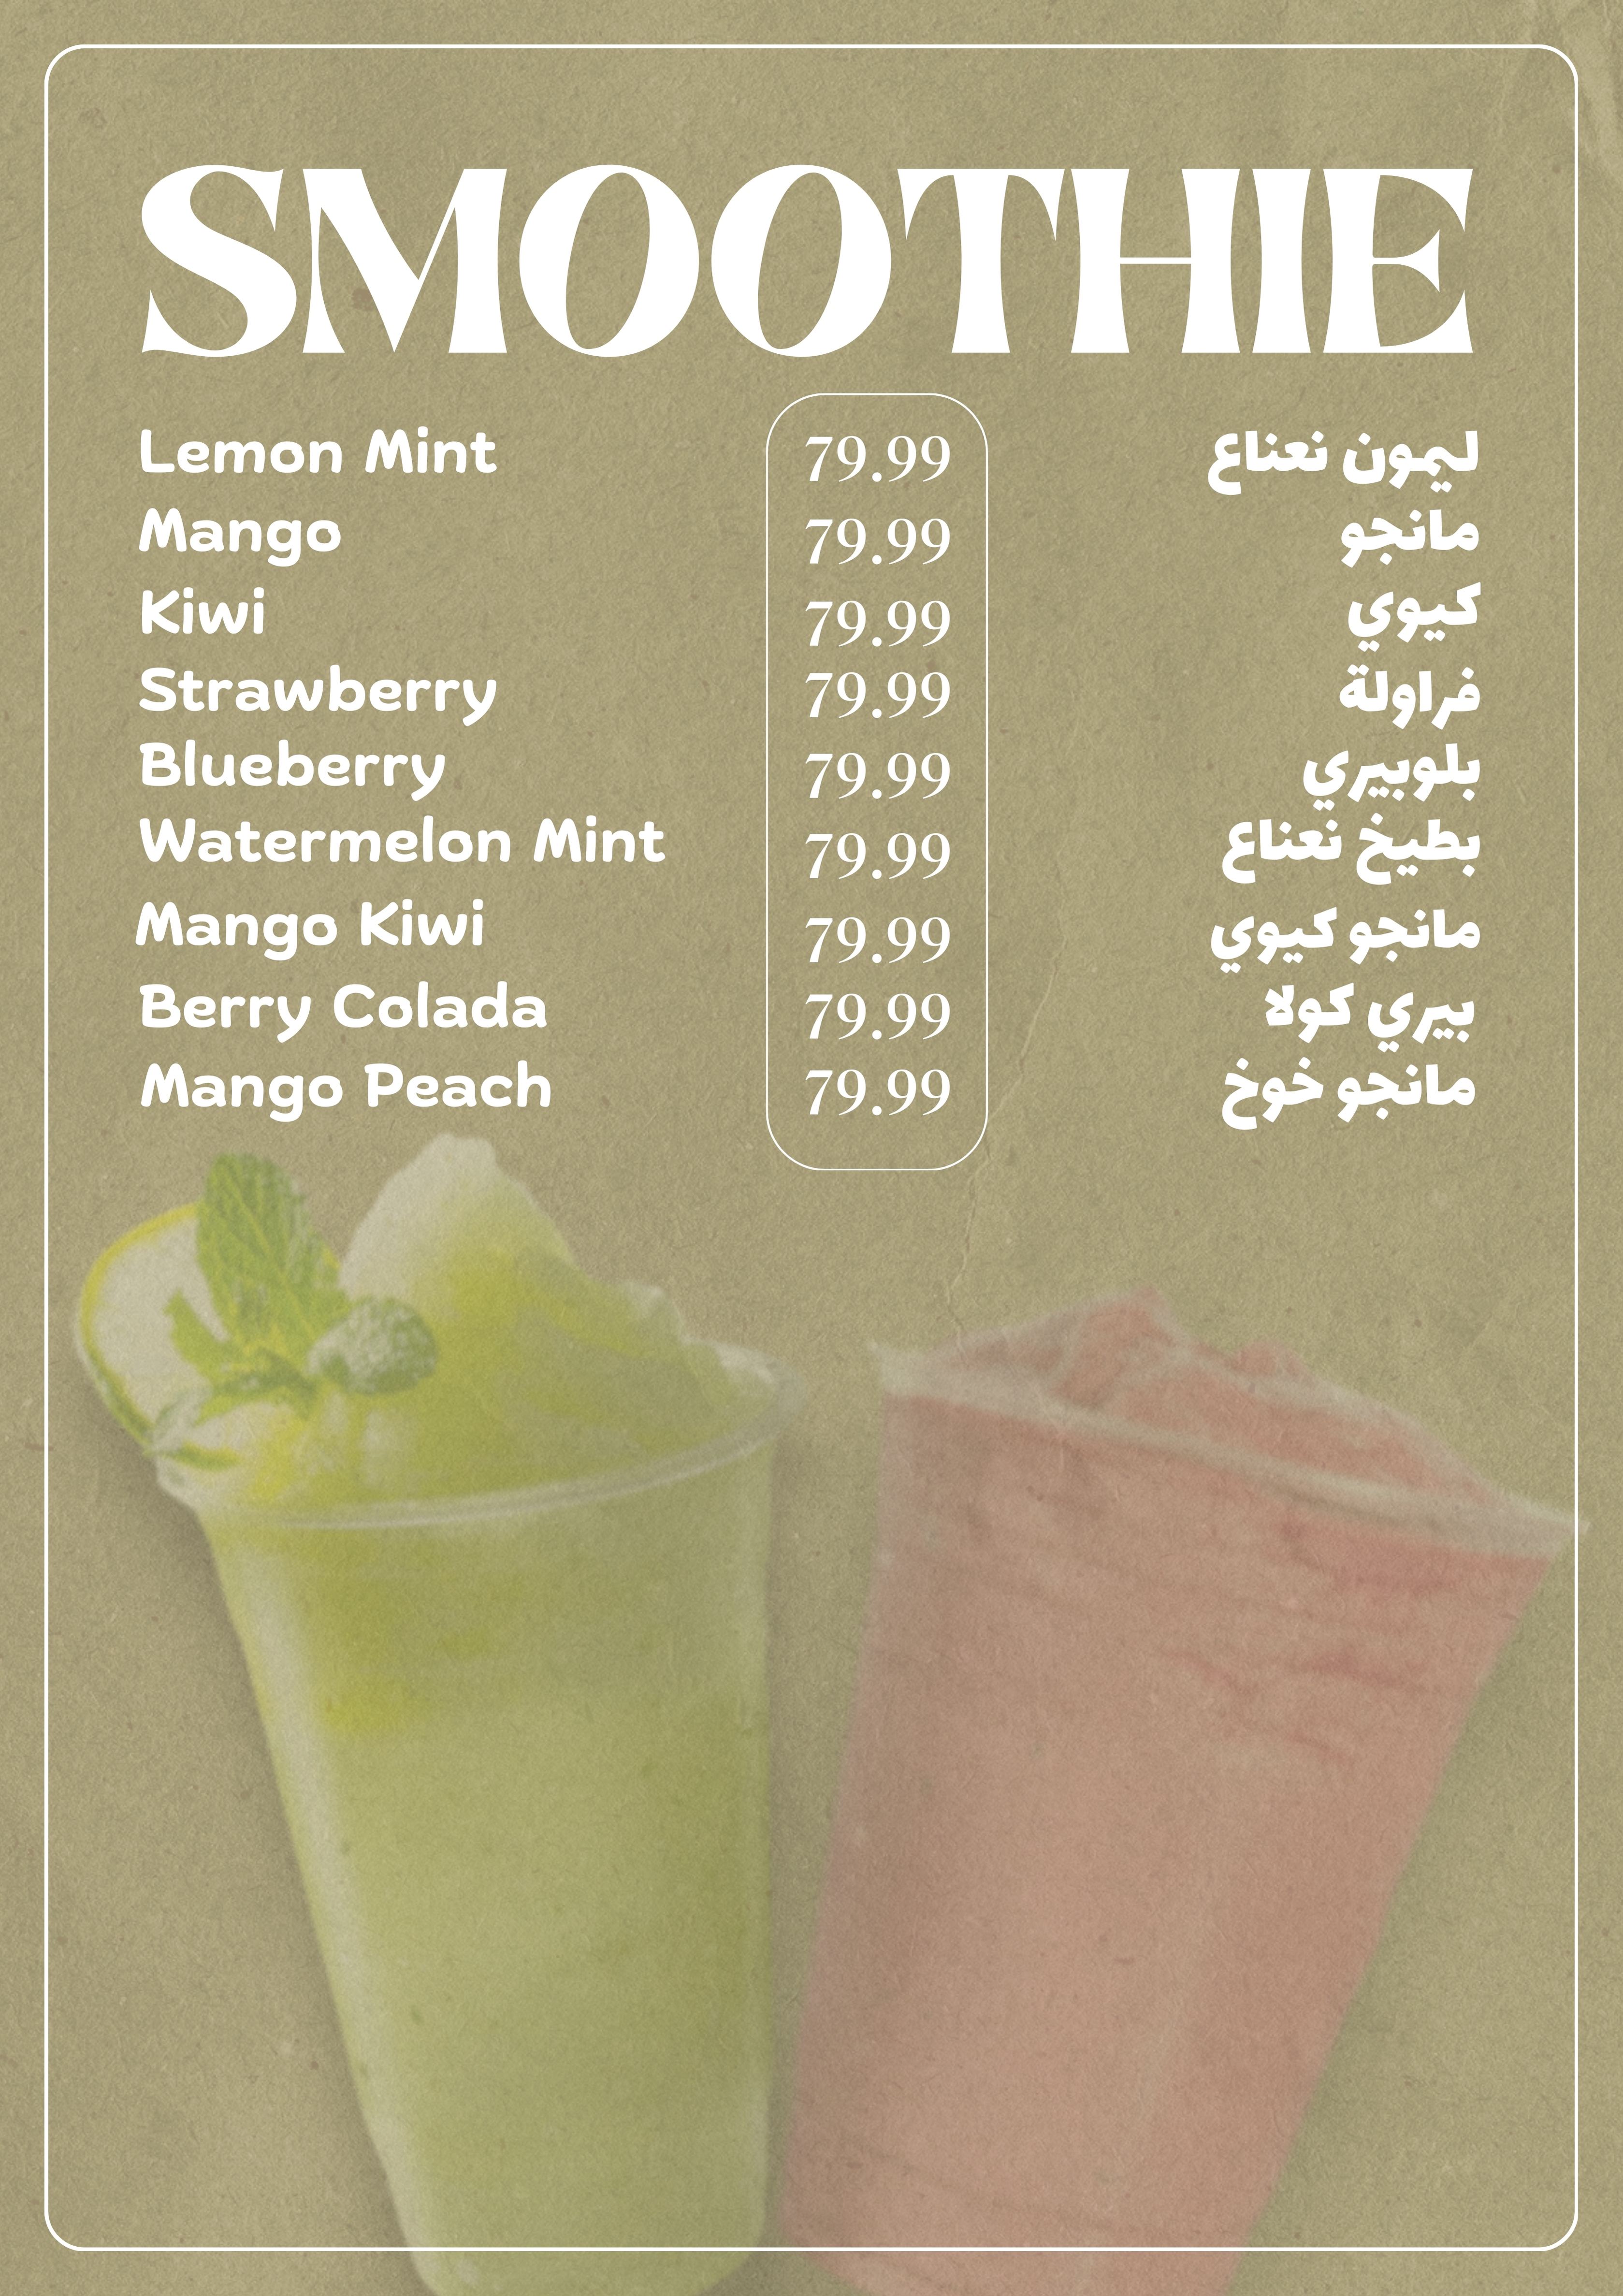 SMOOTHIE
Lemon Mint 79.99 ليمون نعناع
Mango 79.99 مانجو
Kiwi 79.99 كيوي
Strawberry 79.99 فراولة
Blueberry 79.99 بلوبيري
Watermelon Mint 79.99 بطيخ نعناع
Mango Kiwi 79.99 مانجو كيوي
Berry Colada 79.99 بيري كولا
Mango Peach 79.99 مانجو خوخ